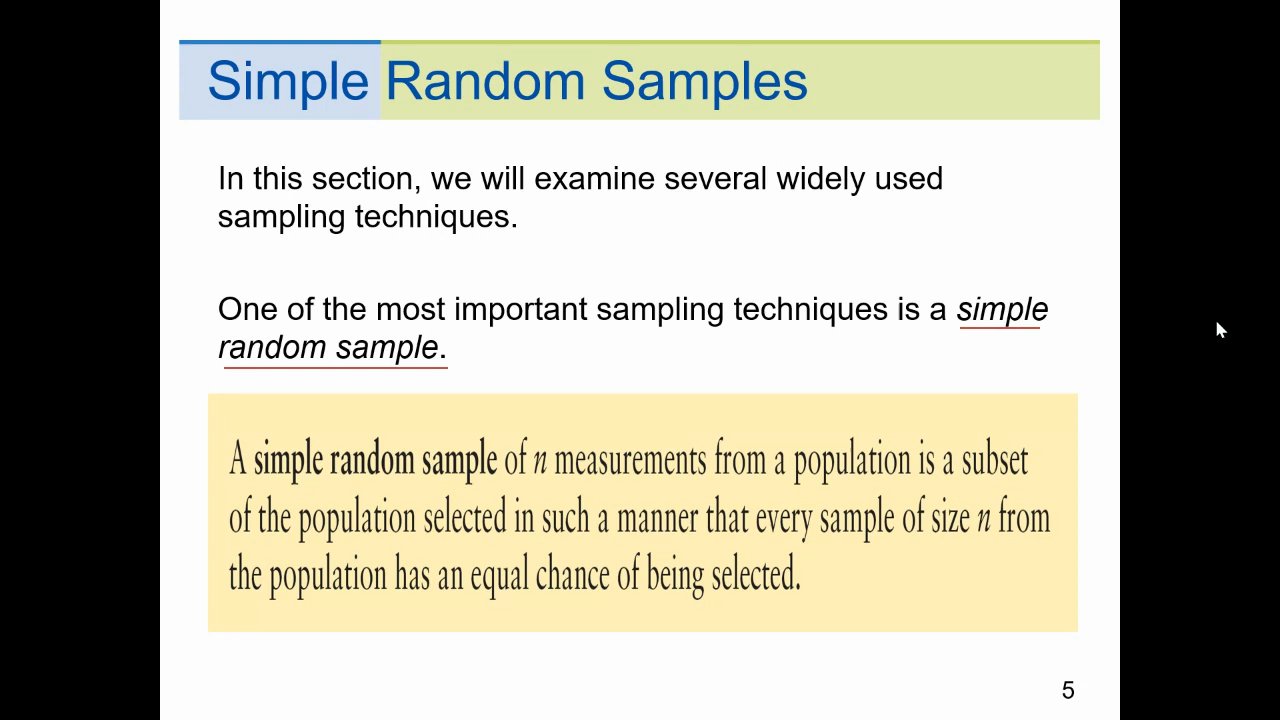 Simple Random Samples
In this section, we will examine several widely used
sampling techniques.
One of the most important sampling techniques is a simple
random sample.
A simple random sample of n measurements from a population is a subset
of the population selected in such a manner that every sample of size n from
the population has an equal chance of being selected.
5